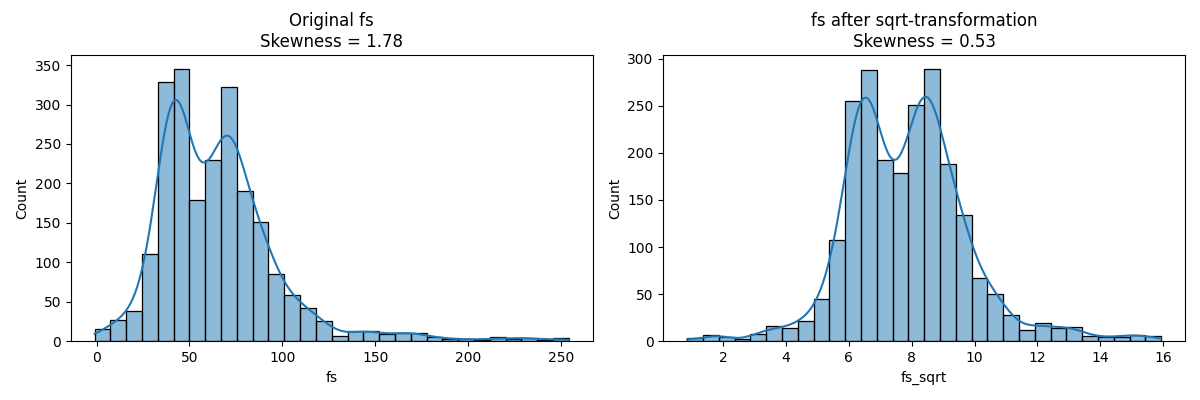 Original fs
Skewness = 1.78
350
300
250
200
150
100
50
0
Count
0 50 100 150 200 250
fs
fs after sqrt-transformation
Skewness = 0.53
300
250
200
150
100
50
0
Count
2 4 6 8 10 12 14 16
fs_sqrt